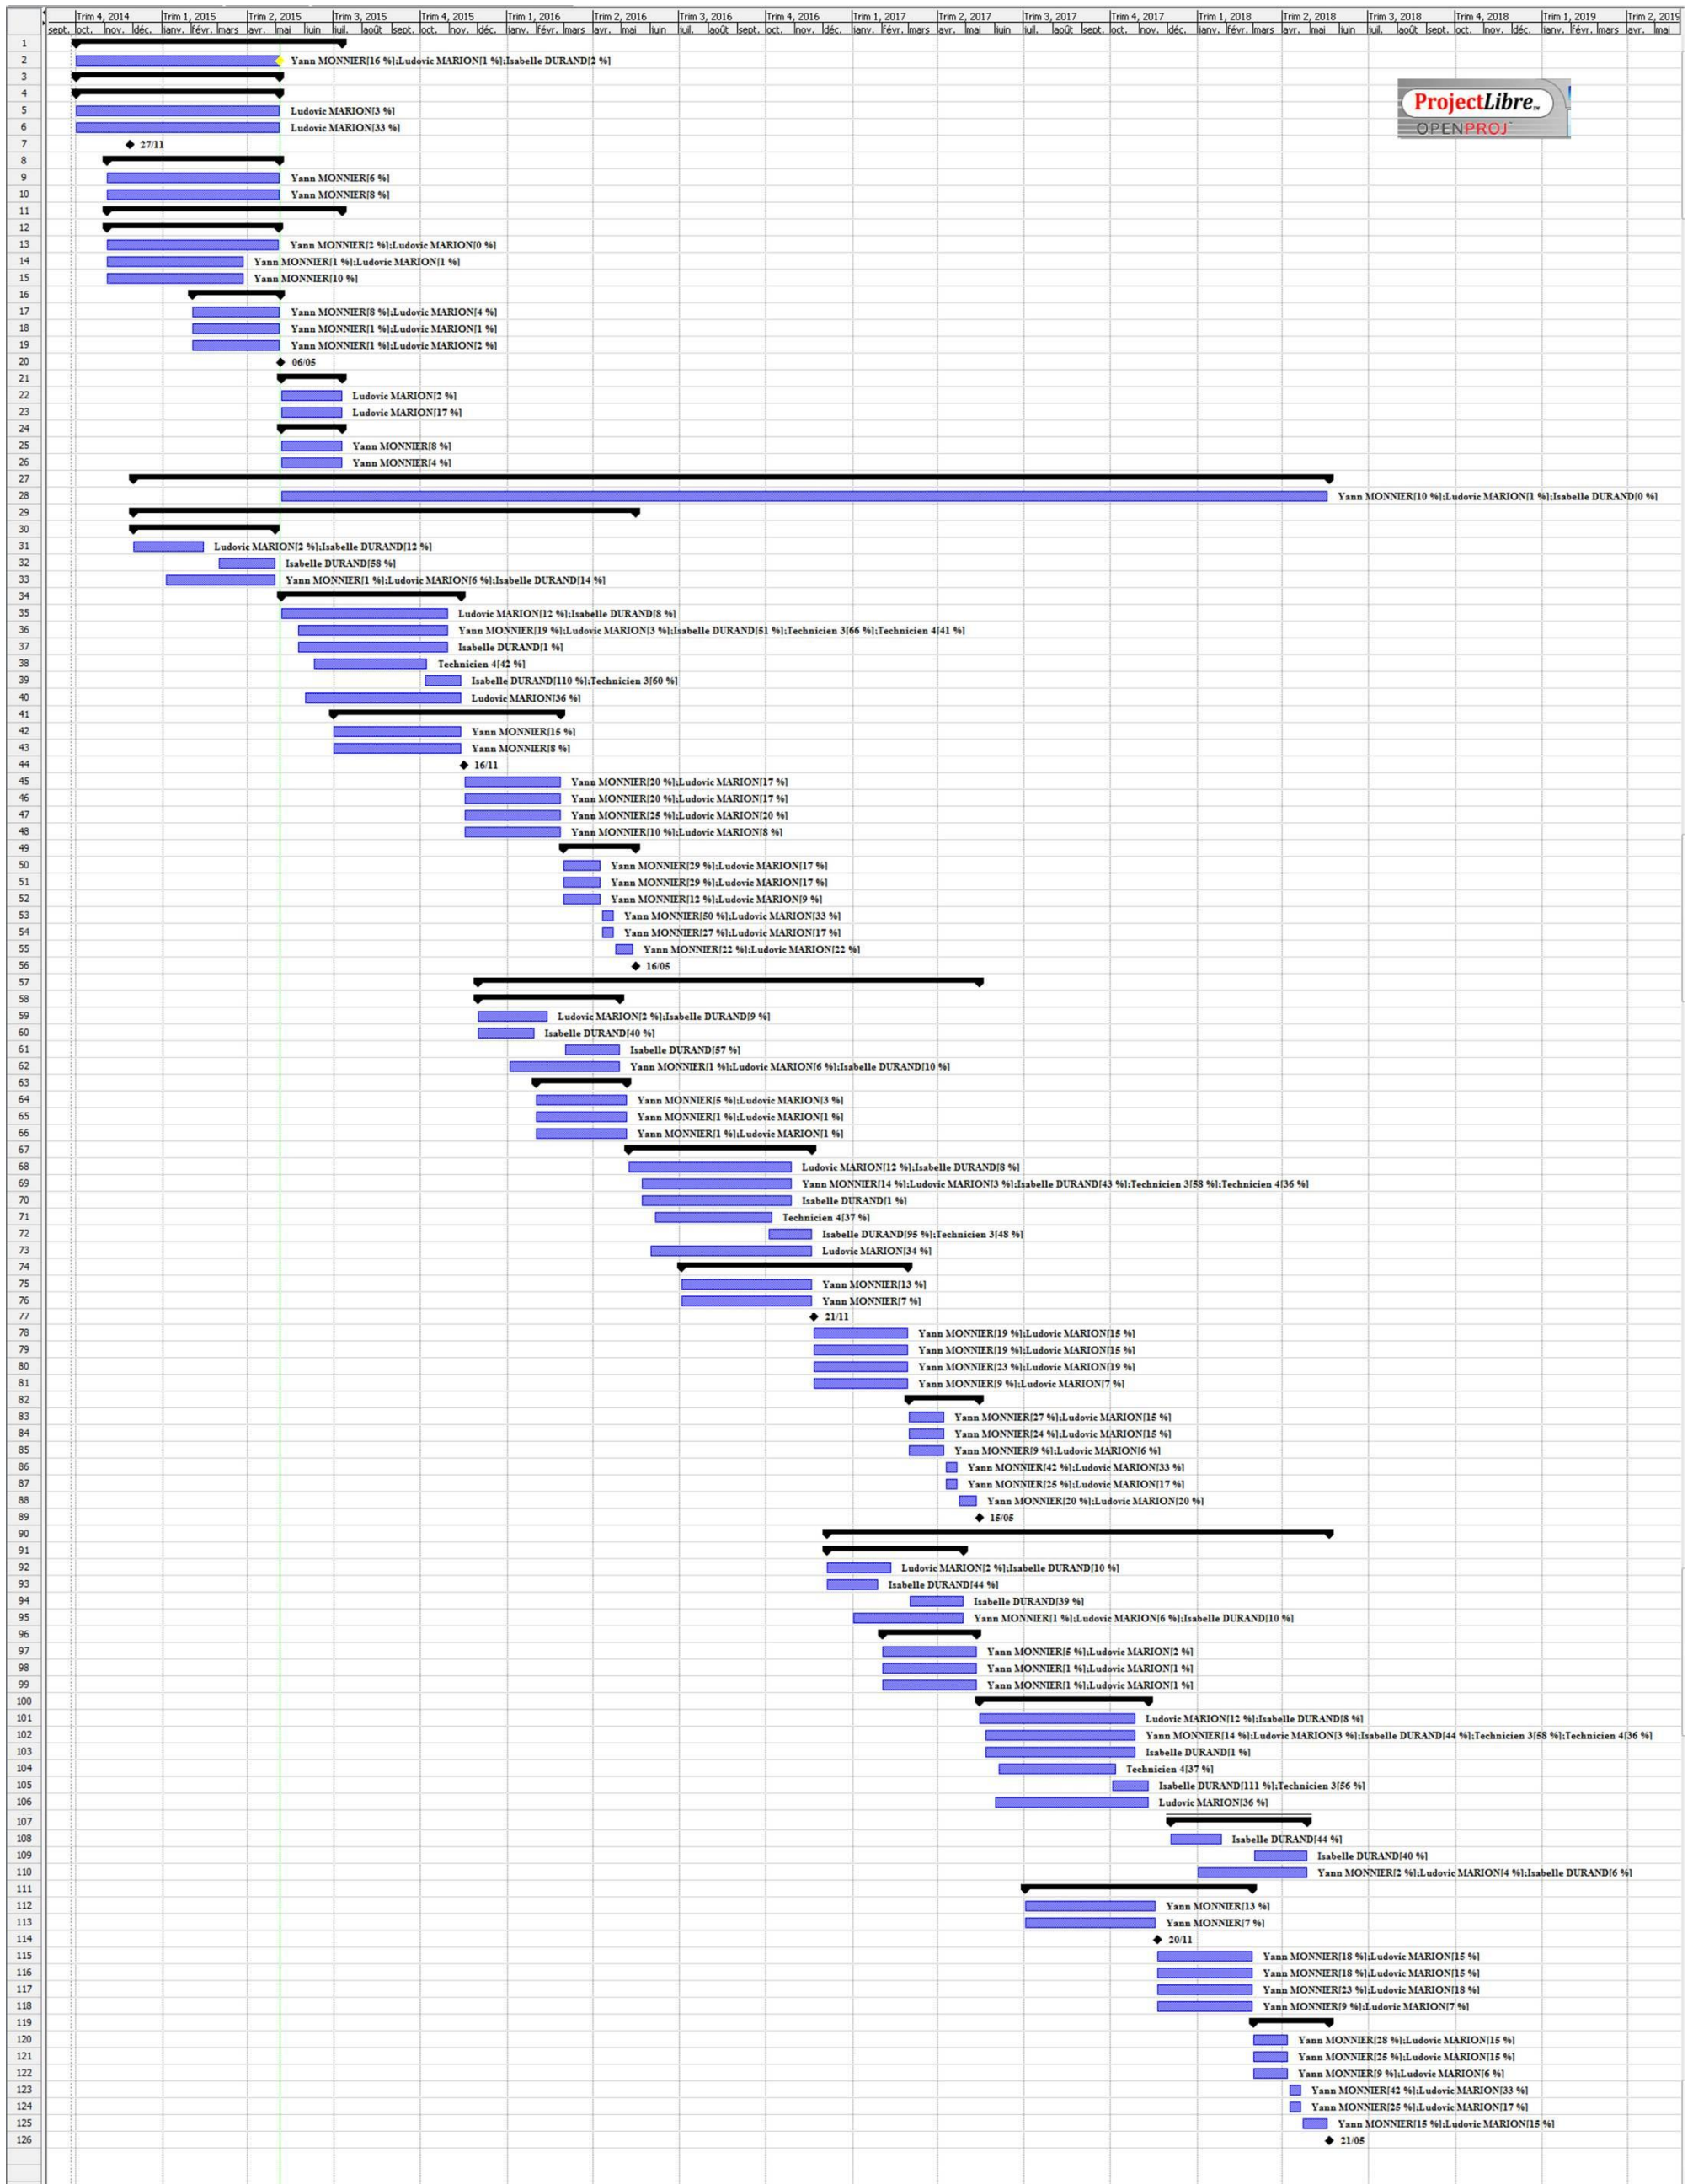 Trim 4, 2014 Trim 1, 2015 Trim 2, 2015 Trim 3, 2015 Trim 4, 2015 Trim 1, 2016 Trim 2, 2016 Trim 3, 2016 Trim 4, 2016 Trim 1, 2017 Trim 2, 2017 Trim 3, 2017 Trim 4, 2017 Trim 1, 2018 Trim 2, 2018 Trim 3, 2018 Trim 4, 2018 Trim 1, 2019 Trim 2, 2019
sept. oct. nov. déc. janv. févr. mars avr. mai juin juil. août sept. oct. nov. déc. janv. févr. mars avr. mai juin juil. août sept. oct. nov. déc. janv. févr. mars avr. mai juin juil. août sept. oct. nov. déc. janv. févr. mars avr. mai juin juil. août sept. oct. nov. déc. janv. févr. mars avr. mai
1
2 Yann MONNIER[16 %];Ludovic MARION[1 %];Isabelle DURAND[2 %]
3
4
ProjectLibre™
5 Ludovic MARION[3 %]
6 Ludovic MARION[33 %]
OPENPROJ
7 27/11
8
9 Yann MONNIER[6 %]
10 Yann MONNIER[8 %]
11
12
13 Yann MONNIER[2 %];Ludovic MARION[0 %]
14 Yann MONNIER[1 %];Ludovic MARION[1 %]
15 Yann MONNIER[10 %]
16
17 Yann MONNIER[8 %];Ludovic MARION[4 %]
18 Yann MONNIER[1 %];Ludovic MARION[1 %]
19 Yann MONNIER[1 %];Ludovic MARION[2 %]
20 06/05
21
22 Ludovic MARION[2 %]
23 Ludovic MARION[17 %]
24
25 Yann MONNIER[8 %]
26 Yann MONNIER[4 %]
27
28 Yann MONNIER[10 %];Ludovic MARION[1 %];Isabelle DURAND[0 %]
29
30
31 Ludovic MARION[2 %];Isabelle DURAND[12 %]
32 Isabelle DURAND[58 %]
33 Yann MONNIER[1 %];Ludovic MARION[6 %];Isabelle DURAND[14 %]
34
35 Ludovic MARION[12 %];Isabelle DURAND[8 %]
36 Yann MONNIER[19 %];Ludovic MARION[3 %];Isabelle DURAND[51 %];Technicien 3[66 %];Technicien 4[41 %]
37 Isabelle DURAND[1 %]
38 Technicien 4[42 %]
39 Isabelle DURAND[110 %];Technicien 3[60 %]
40 Ludovic MARION[36 %]
41
42 Yann MONNIER[15 %]
43 Yann MONNIER[8 %]
44 16/11
45 Yann MONNIER[20 %];Ludovic MARION[17 %]
46 Yann MONNIER[20 %];Ludovic MARION[17 %]
47 Yann MONNIER[25 %];Ludovic MARION[20 %]
48 Yann MONNIER[10 %];Ludovic MARION[8 %]
49
50 Yann MONNIER[29 %];Ludovic MARION[17 %]
51 Yann MONNIER[29 %];Ludovic MARION[17 %]
52 Yann MONNIER[12 %];Ludovic MARION[9 %]
53 Yann MONNIER[50 %];Ludovic MARION[33 %]
54 Yann MONNIER[27 %];Ludovic MARION[17 %]
55 Yann MONNIER[22 %];Ludovic MARION[22 %]
56 16/05
57
58
59 Ludovic MARION[2 %];Isabelle DURAND[9 %]
60 Isabelle DURAND[40 %]
61 Isabelle DURAND[57 %]
62 Yann MONNIER[1 %];Ludovic MARION[6 %];Isabelle DURAND[10 %]
63
64 Yann MONNIER[5 %];Ludovic MARION[3 %]
65 Yann MONNIER[1 %];Ludovic MARION[1 %]
66 Yann MONNIER[1 %];Ludovic MARION[1 %]
67
68 Ludovic MARION[12 %];Isabelle DURAND[8 %]
69 Yann MONNIER[14 %];Ludovic MARION[3 %];Isabelle DURAND[43 %];Technicien 3[58 %];Technicien 4[36 %]
70 Isabelle DURAND[1 %]
71 Technicien 4[37 %]
72 Isabelle DURAND[95 %];Technicien 3[48 %]
73 Ludovic MARION[34 %]
74
75 Yann MONNIER[13 %]
76 Yann MONNIER[7 %]
77 21/11
78 Yann MONNIER[19 %];Ludovic MARION[15 %]
79 Yann MONNIER[19 %];Ludovic MARION[15 %]
80 Yann MONNIER[23 %];Ludovic MARION[19 %]
81 Yann MONNIER[9 %];Ludovic MARION[7 %]
82
83 Yann MONNIER[27 %];Ludovic MARION[15 %]
84 Yann MONNIER[24 %];Ludovic MARION[15 %]
85 Yann MONNIER[9 %];Ludovic MARION[6 %]
86 Yann MONNIER[42 %];Ludovic MARION[33 %]
87 Yann MONNIER[25 %];Ludovic MARION[17 %]
88 Yann MONNIER[20 %];Ludovic MARION[20 %]
89 15/05
90
91
92 Ludovic MARION[2 %];Isabelle DURAND[10 %]
93 Isabelle DURAND[44 %]
94 Isabelle DURAND[39 %]
95 Yann MONNIER[1 %];Ludovic MARION[6 %];Isabelle DURAND[10 %]
96
97 Yann MONNIER[5 %];Ludovic MARION[2 %]
98 Yann MONNIER[1 %];Ludovic MARION[1 %]
99 Yann MONNIER[1 %];Ludovic MARION[1 %]
100
101 Ludovic MARION[12 %];Isabelle DURAND[8 %]
102 Yann MONNIER[14 %];Ludovic MARION[3 %];Isabelle DURAND[44 %];Technicien 3[58 %];Technicien 4[36 %]
103 Isabelle DURAND[1 %]
104 Technicien 4[37 %]
105 Isabelle DURAND[111 %];Technicien 3[56 %]
106 Ludovic MARION[36 %]
107
108 Isabelle DURAND[44 %]
109 Isabelle DURAND[40 %]
110 Yann MONNIER[2 %];Ludovic MARION[4 %];Isabelle DURAND[6 %]
111
112 Yann MONNIER[13 %]
113 Yann MONNIER[7 %]
114 20/11
115 Yann MONNIER[18 %];Ludovic MARION[15 %]
116 Yann MONNIER[18 %];Ludovic MARION[15 %]
117 Yann MONNIER[23 %];Ludovic MARION[18 %]
118 Yann MONNIER[9 %];Ludovic MARION[7 %]
119
120 Yann MONNIER[28 %];Ludovic MARION[15 %]
121 Yann MONNIER[25 %];Ludovic MARION[15 %]
122 Yann MONNIER[9 %];Ludovic MARION[6 %]
123 Yann MONNIER[42 %];Ludovic MARION[33 %]
124 Yann MONNIER[25 %];Ludovic MARION[17 %]
125 Yann MONNIER[15 %];Ludovic MARION[15 %]
126 21/05